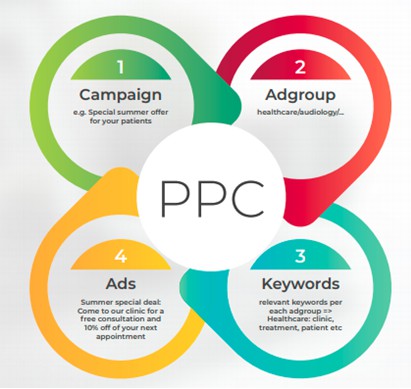 1
Campaign
e.g. Special summer offer
for your patients
2
Adgroup
healthcare/audiology/...
PPC
4
Ads
Summer special deal:
Come to our clinic for a
free consultation and
10% off of your next
appointment
3
Keywords
relevant keywords per
each adgroup =>
Healthcare: clinic,
treatment, patient etc